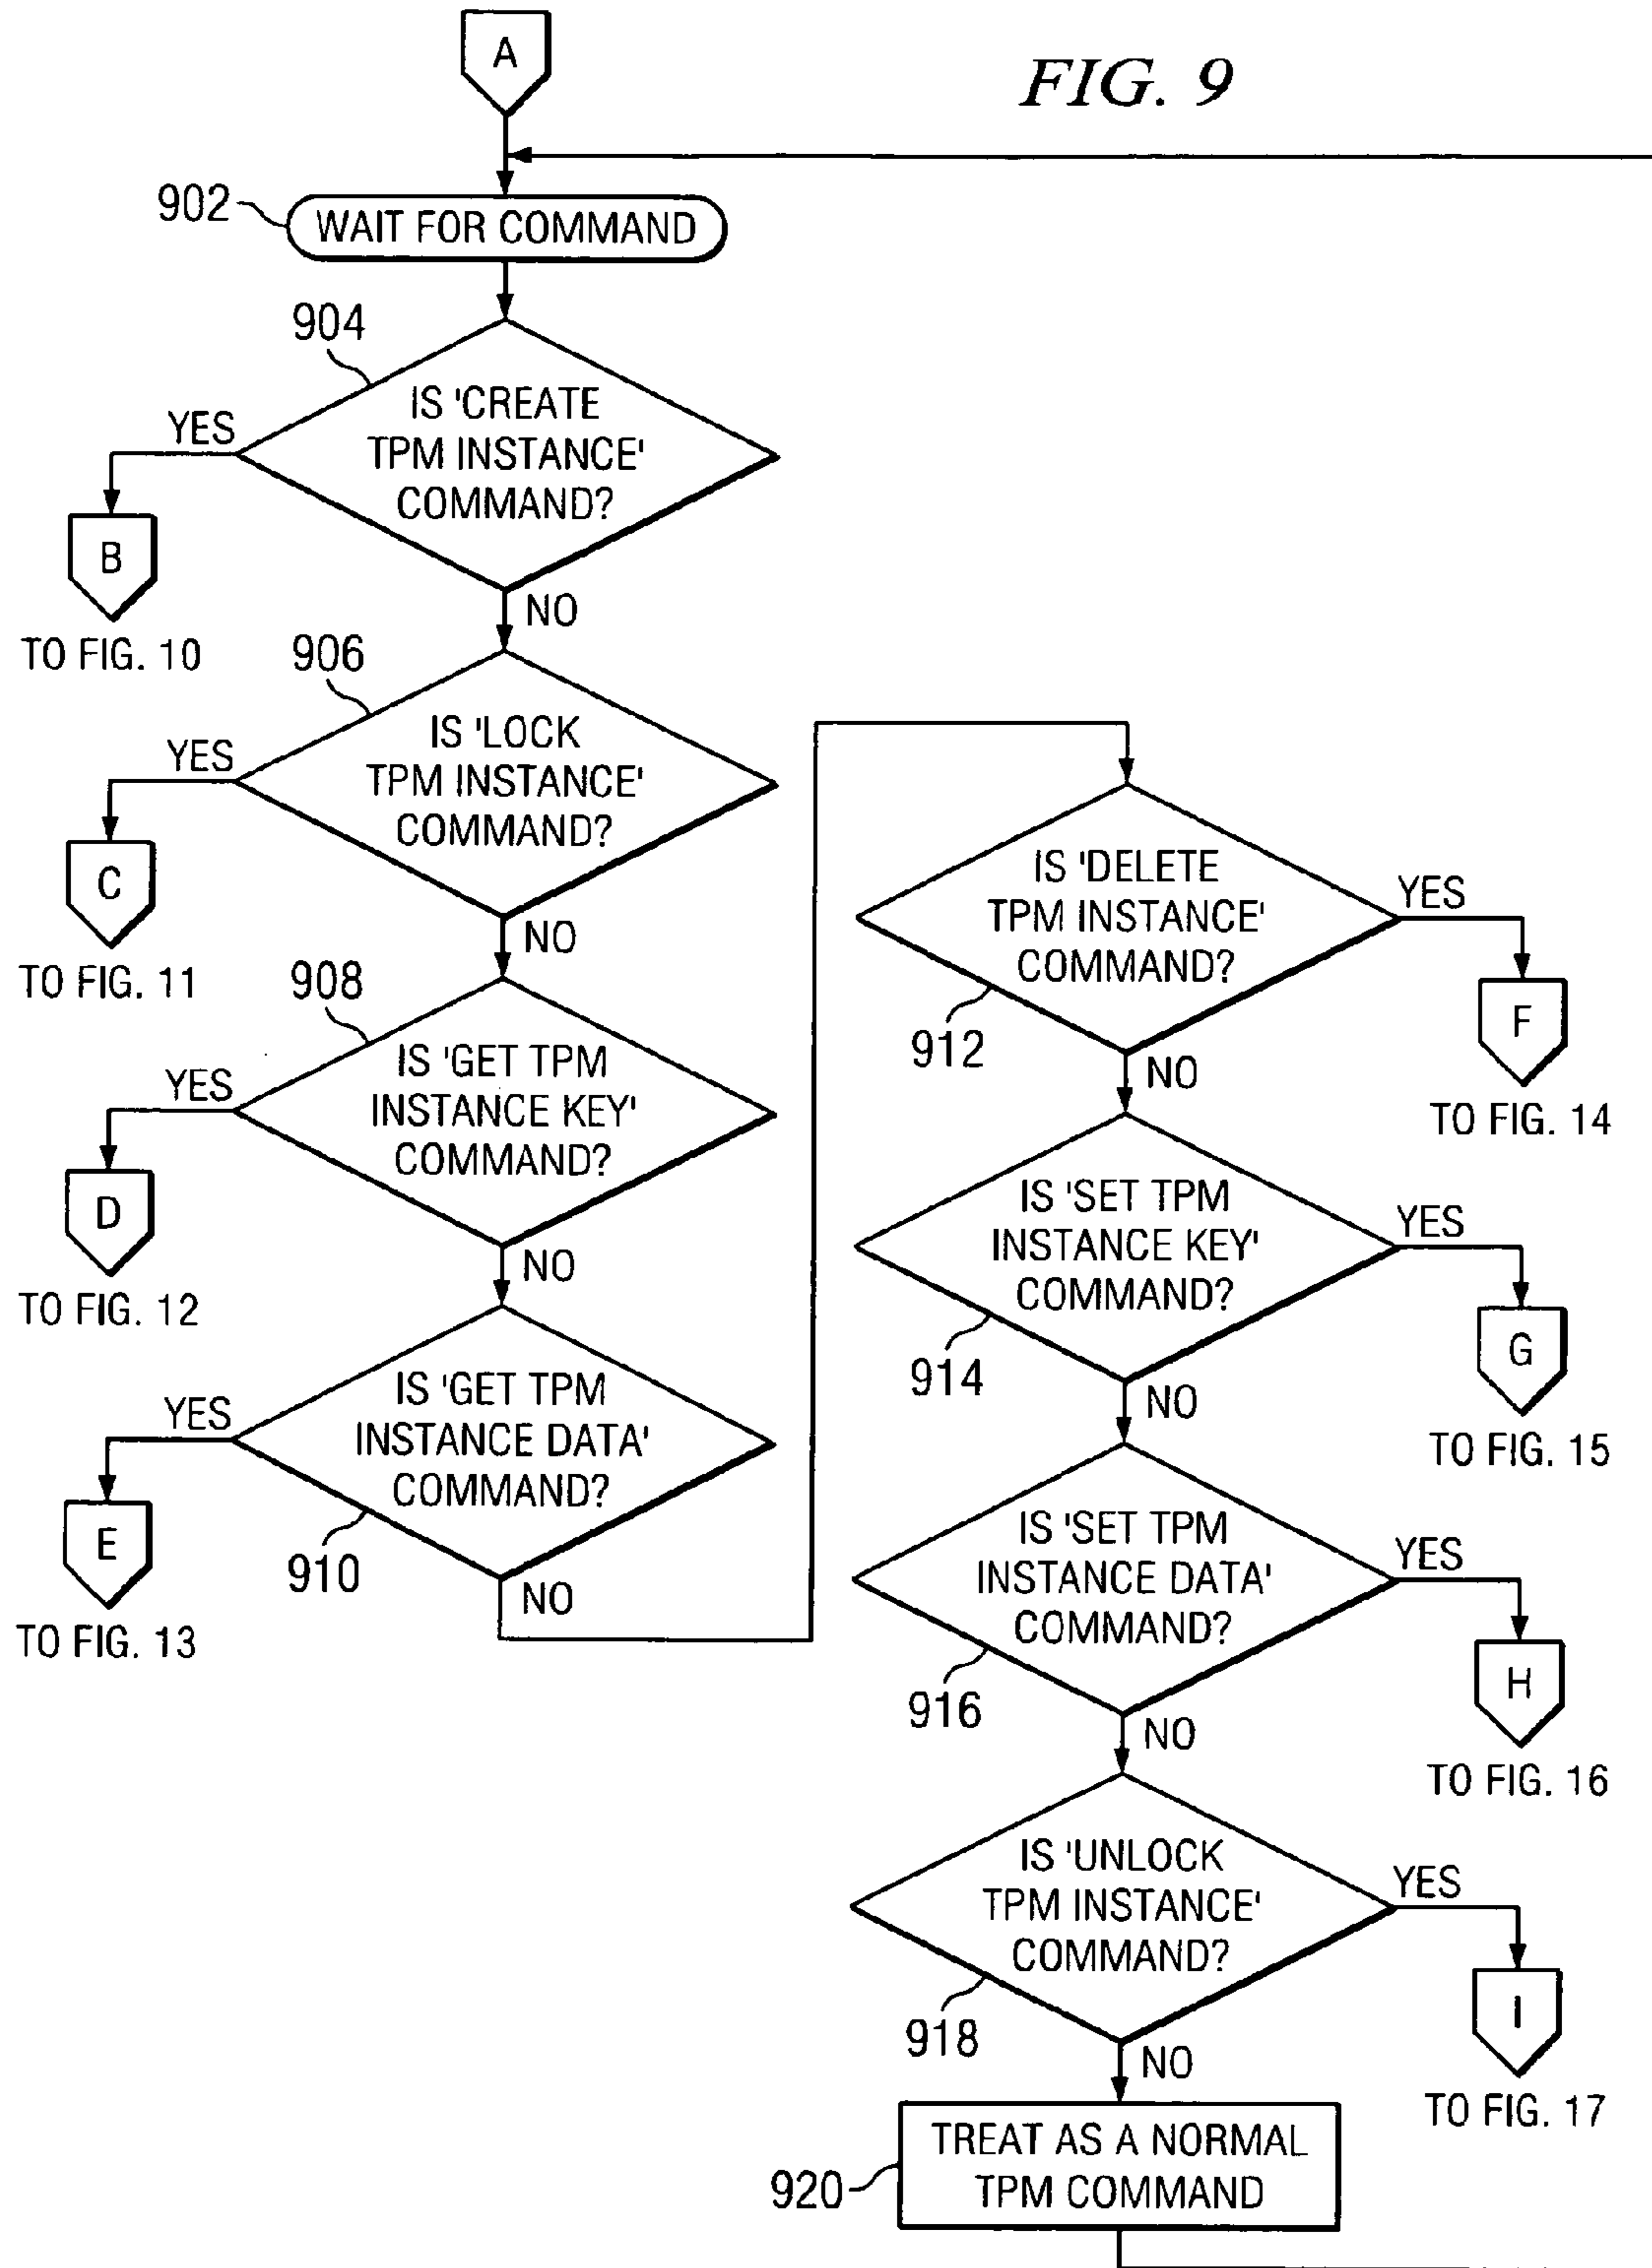 A
FIG. 9
902
WAIT FOR COMMAND
904
IS 'CREATE
TPM INSTANCE'
COMMAND?
YES
B
TO FIG. 10
NO
906
IS 'LOCK
TPM INSTANCE'
COMMAND?
YES
C
TO FIG. 11
NO
908
IS 'GET TPM
INSTANCE KEY'
COMMAND?
YES
D
TO FIG. 12
NO
910
IS 'GET TPM
INSTANCE DATA'
COMMAND?
YES
E
TO FIG. 13
NO
IS 'DELETE
TPM INSTANCE'
COMMAND?
912
YES
F
TO FIG. 14
NO
IS 'SET TPM
INSTANCE KEY'
COMMAND?
914
YES
G
TO FIG. 15
NO
IS 'SET TPM
INSTANCE DATA'
COMMAND?
916
YES
H
TO FIG. 16
NO
IS 'UNLOCK
TPM INSTANCE'
COMMAND?
918
YES
I
TO FIG. 17
NO
920
TREAT AS A NORMAL
TPM COMMAND